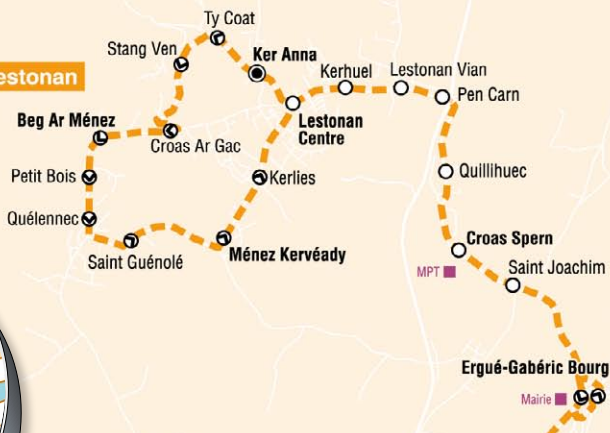 Ty Coat
Stang Ven
Ker Anna
Kerhuel
Lestonan Vian
estonan
Pen Carn
Beg Ar Ménez
Lestonan
Centre
Croas Ar Gac
Petit Bois
Kerlies
Quillihuec
Quélennec
Croas Spern
Saint Guénolé
Ménez Kervéady
MPT
Saint Joachim
Ergué-Gabéric Bourg
Mairie